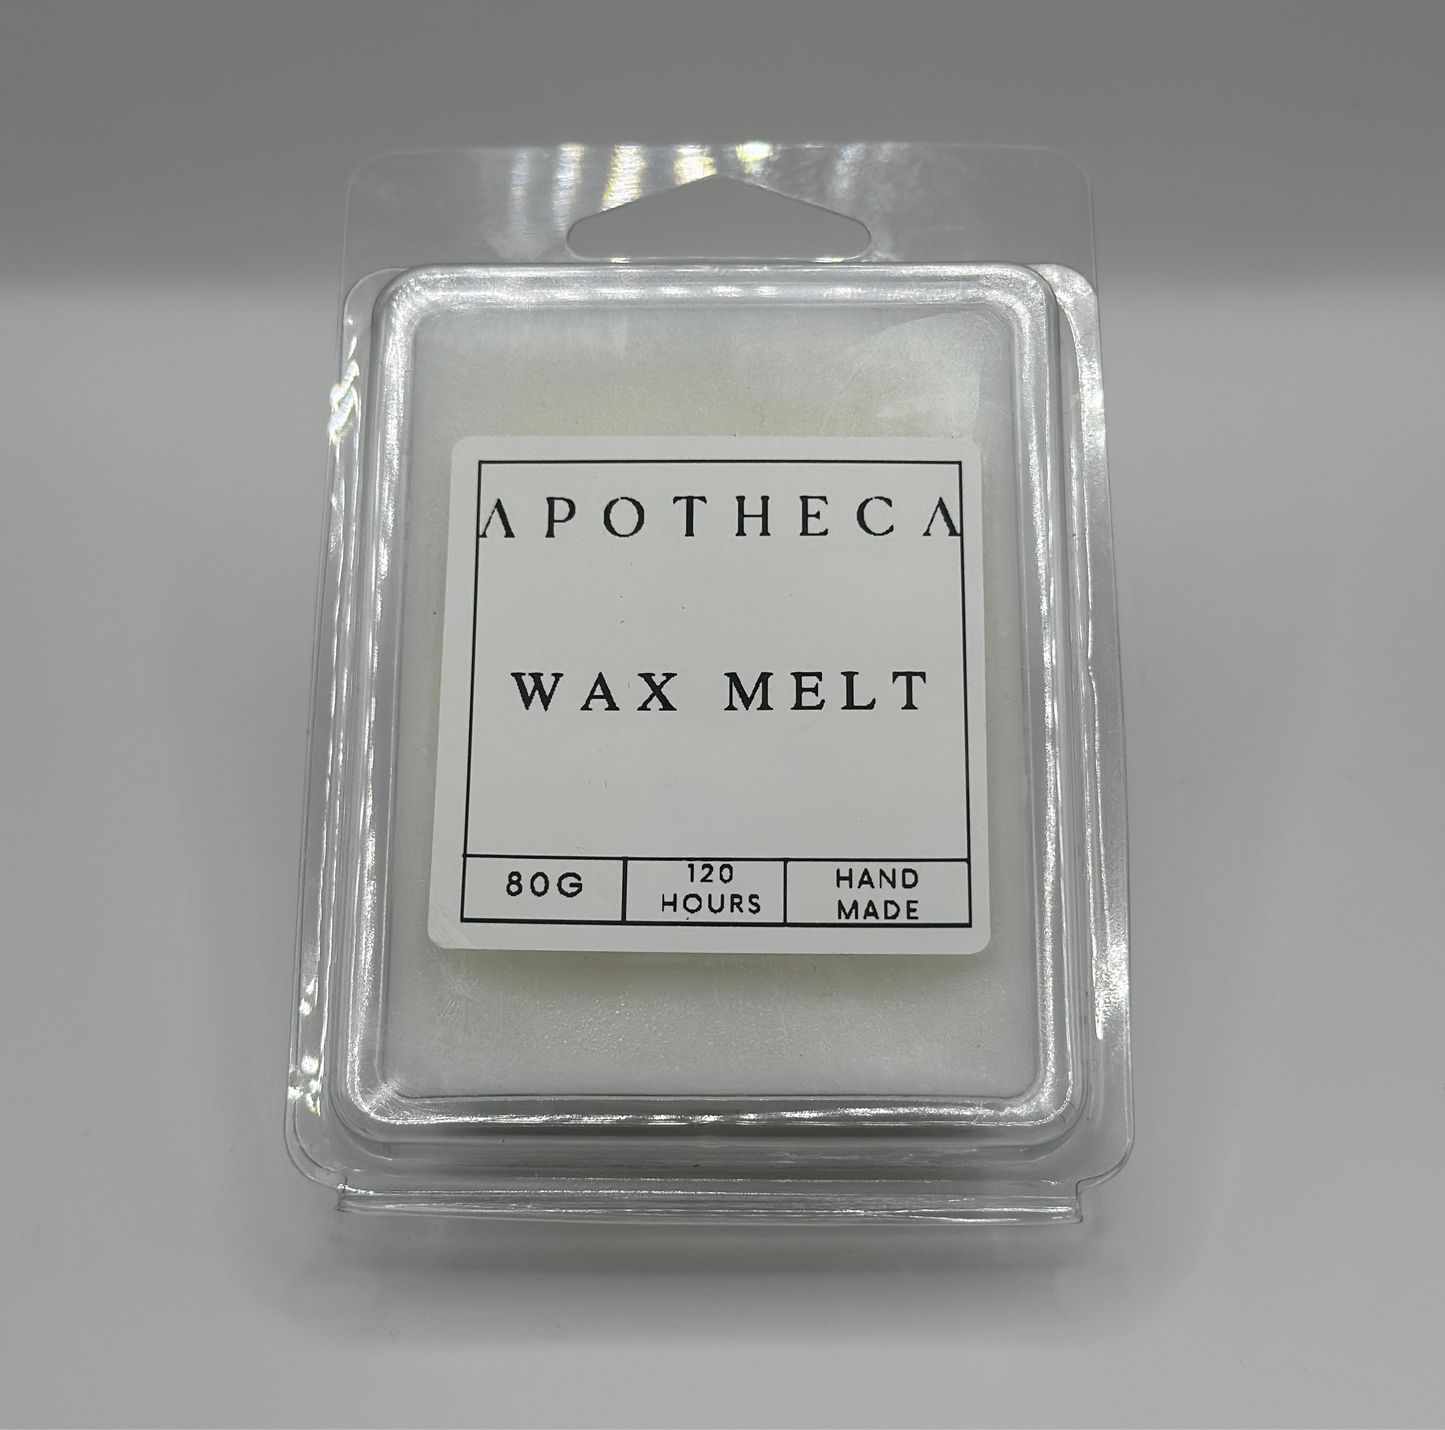 APOTHECA
WAX MELT
80G
120
HOURS
HAND
MADE